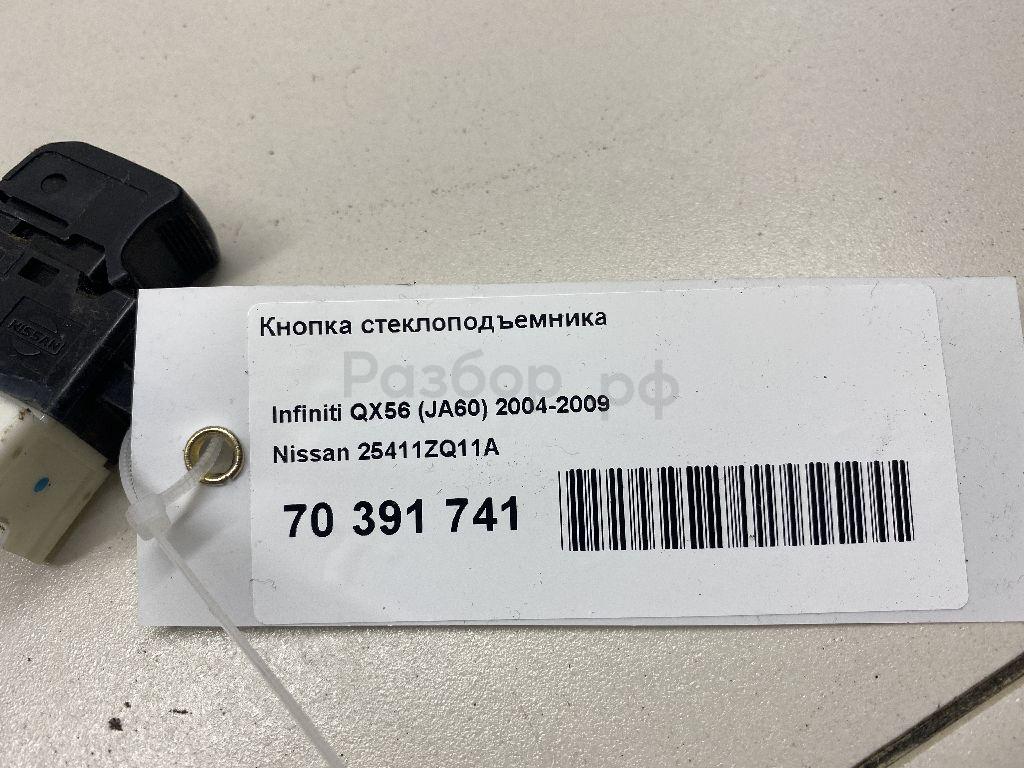 Кнопка стеклоподъемника
Разбор.рф
Infiniti QX56 (JA60) 2004-2009
Nissan 25411ZQ11A
70 391 741
NISSAN